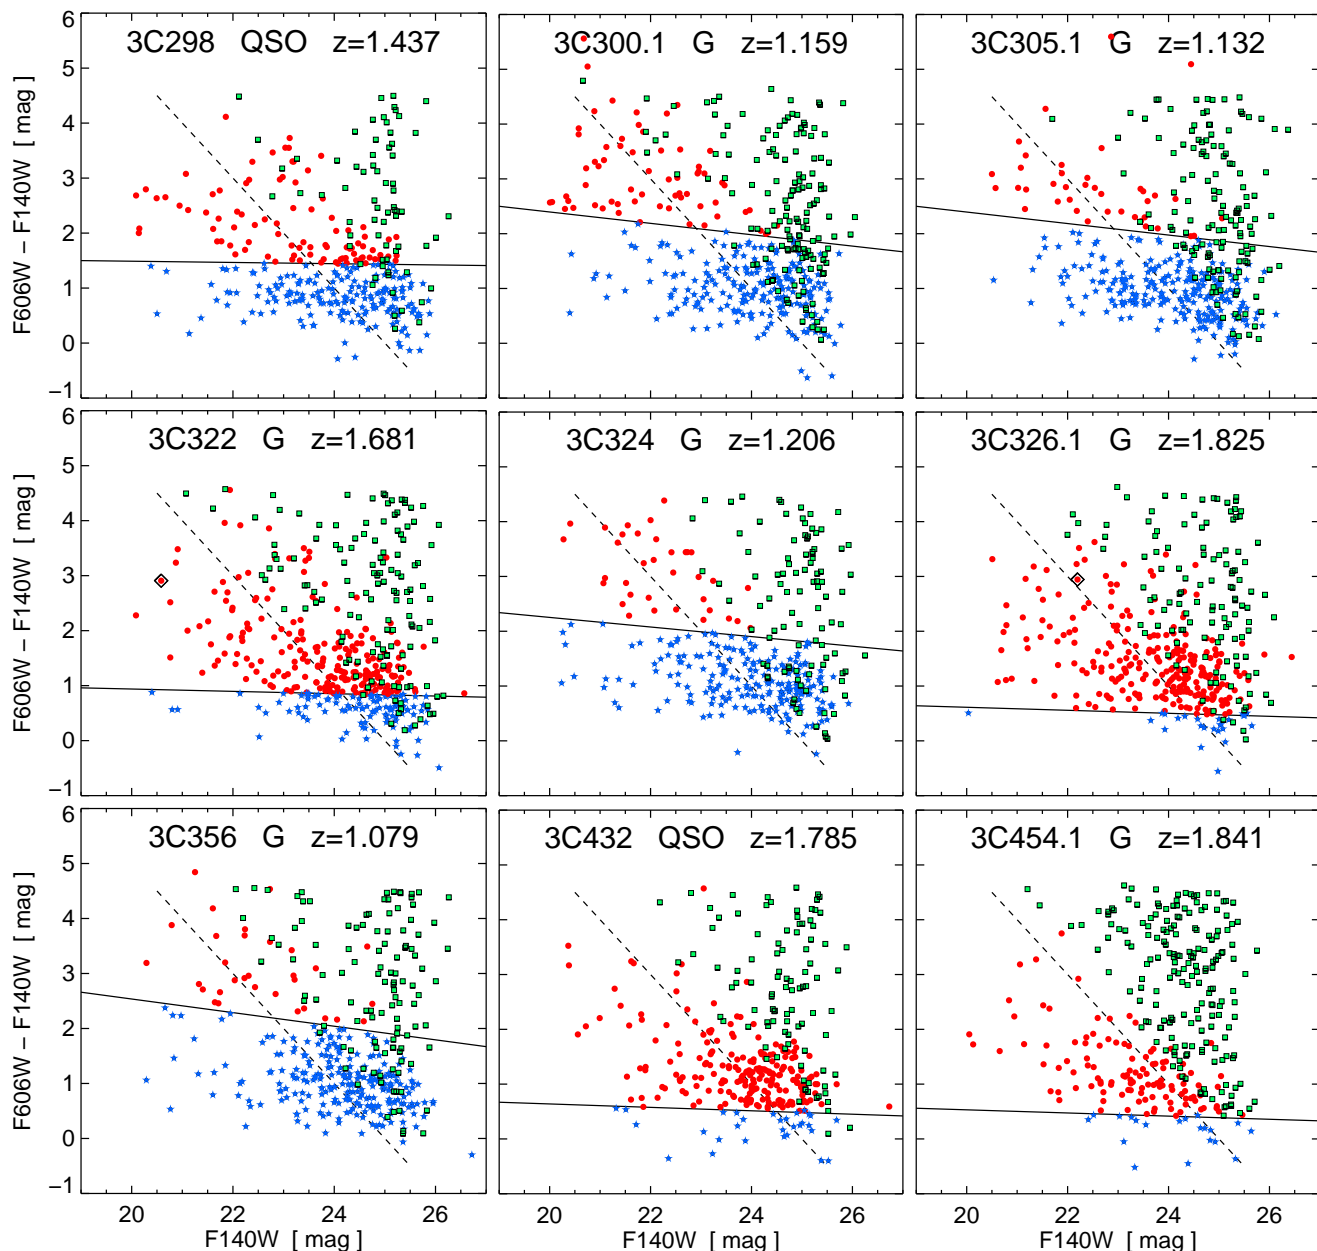 3C298 QSO z=1.437
3C300.1 G z=1.159
3C305.1 G z=1.132
6
5
4
3
2
1
0
−1
F606W − F140W [ mag ]
3C322 G z=1.681
3C324 G z=1.206
3C326.1 G z=1.825
6
5
4
3
2
1
0
−1
F606W − F140W [ mag ]
3C356 G z=1.079
3C432 QSO z=1.785
3C454.1 G z=1.841
6
5
4
3
2
1
0
−1
F606W − F140W [ mag ]
20 22 24 26
20 22 24 26
20 22 24 26
F140W [ mag ]
F140W [ mag ]
F140W [ mag ]